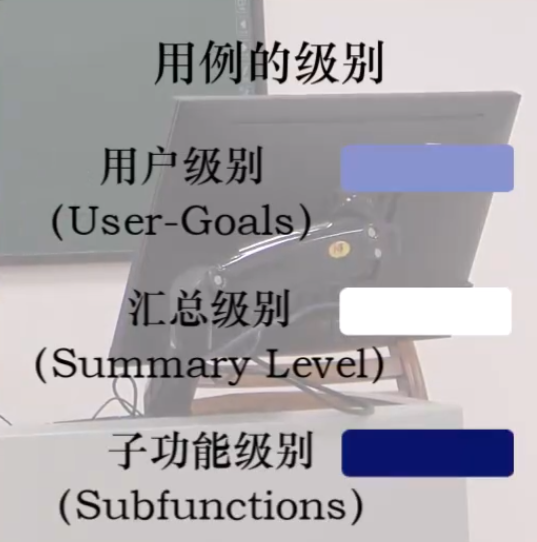 用例的级别
用户级别
(User-Goals)
汇总级别
(Summary Level)
子功能级别
(Subfunctions)